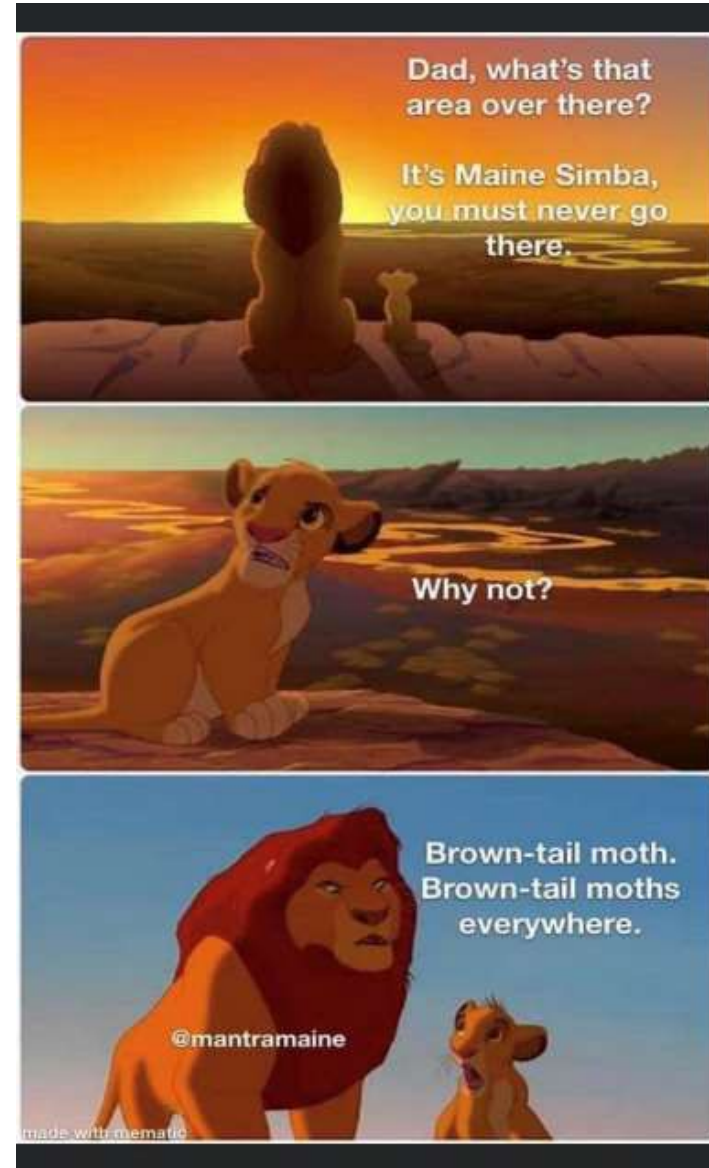 Dad, what's that
area over there?
It's Maine Simba,
you must never go
there.
Why not?
Brown-tail moth.
Brown-tail moths
everywhere.
@mantramaine
made with mematic